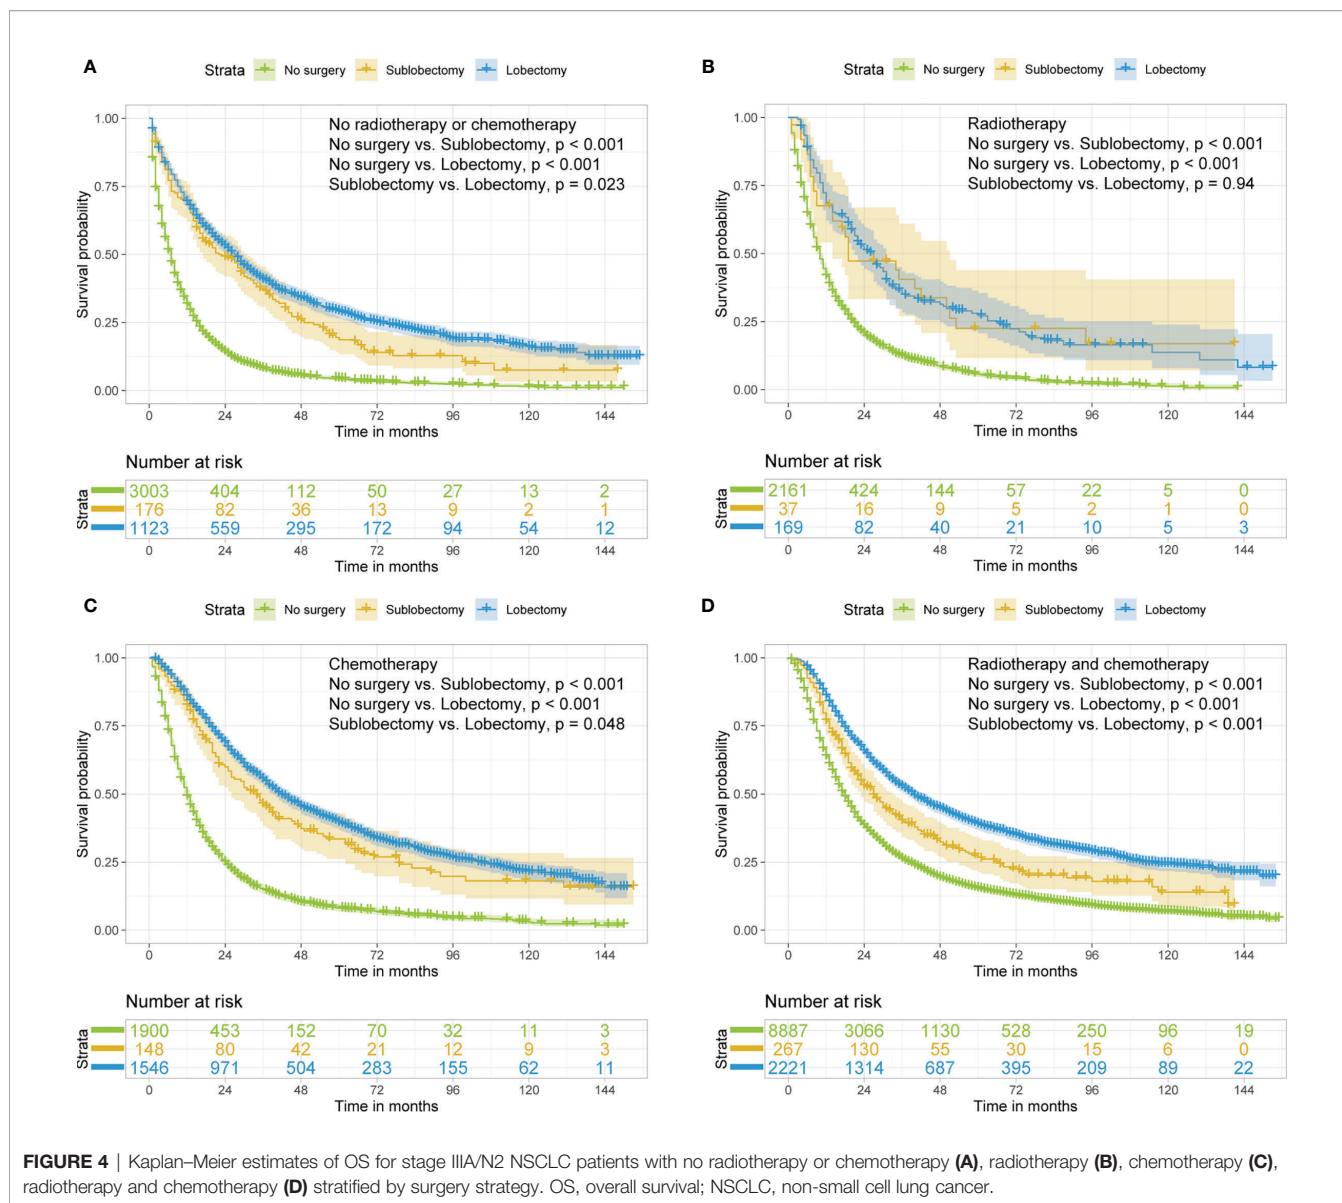 A
Strata No surgery Sublobectomy Lobectomy
No radiotherapy or chemotherapy
No surgery vs. Sublobectomy, p < 0.001
No surgery vs. Lobectomy, p < 0.001
Sublobectomy vs. Lobectomy, p = 0.023
Survival probability
1.00
0.75
0.50
0.25
0.00
0 24 48 72 96 120 144
Time in months
Number at risk
Strata
3003 404 112 50 27 13 2
176 82 36 13 9 2 1
1123 559 295 172 94 54 12
0 24 48 72 96 120 144
Time in months
B
Strata No surgery Sublobectomy Lobectomy
Radiotherapy
No surgery vs. Sublobectomy, p < 0.001
No surgery vs. Lobectomy, p < 0.001
Sublobectomy vs. Lobectomy, p = 0.94
Survival probability
1.00
0.75
0.50
0.25
0.00
0 24 48 72 96 120 144
Time in months
Number at risk
Strata
2161 424 144 57 22 5 0
37 16 9 5 2 1 0
169 82 40 21 10 5 3
0 24 48 72 96 120 144
Time in months
C
Strata No surgery Sublobectomy Lobectomy
Chemotherapy
No surgery vs. Sublobectomy, p < 0.001
No surgery vs. Lobectomy, p < 0.001
Sublobectomy vs. Lobectomy, p = 0.048
Survival probability
1.00
0.75
0.50
0.25
0.00
0 24 48 72 96 120 144
Time in months
Number at risk
Strata
1900 453 152 70 32 11 3
148 80 42 21 12 9 3
1546 971 504 283 155 62 11
0 24 48 72 96 120 144
Time in months
D
Strata No surgery Sublobectomy Lobectomy
Radiotherapy and chemotherapy
No surgery vs. Sublobectomy, p < 0.001
No surgery vs. Lobectomy, p < 0.001
Sublobectomy vs. Lobectomy, p < 0.001
Survival probability
1.00
0.75
0.50
0.25
0.00
0 24 48 72 96 120 144
Time in months
Number at risk
Strata
8887 3066 1130 528 250 96 19
267 130 55 30 15 6 0
2221 1314 687 395 209 89 22
0 24 48 72 96 120 144
Time in months
FIGURE 4 | Kaplan–Meier estimates of OS for stage IIIA/N2 NSCLC patients with no radiotherapy or chemotherapy (A), radiotherapy (B), chemotherapy (C),
radiotherapy and chemotherapy (D) stratified by surgery strategy. OS, overall survival; NSCLC, non-small cell lung cancer.